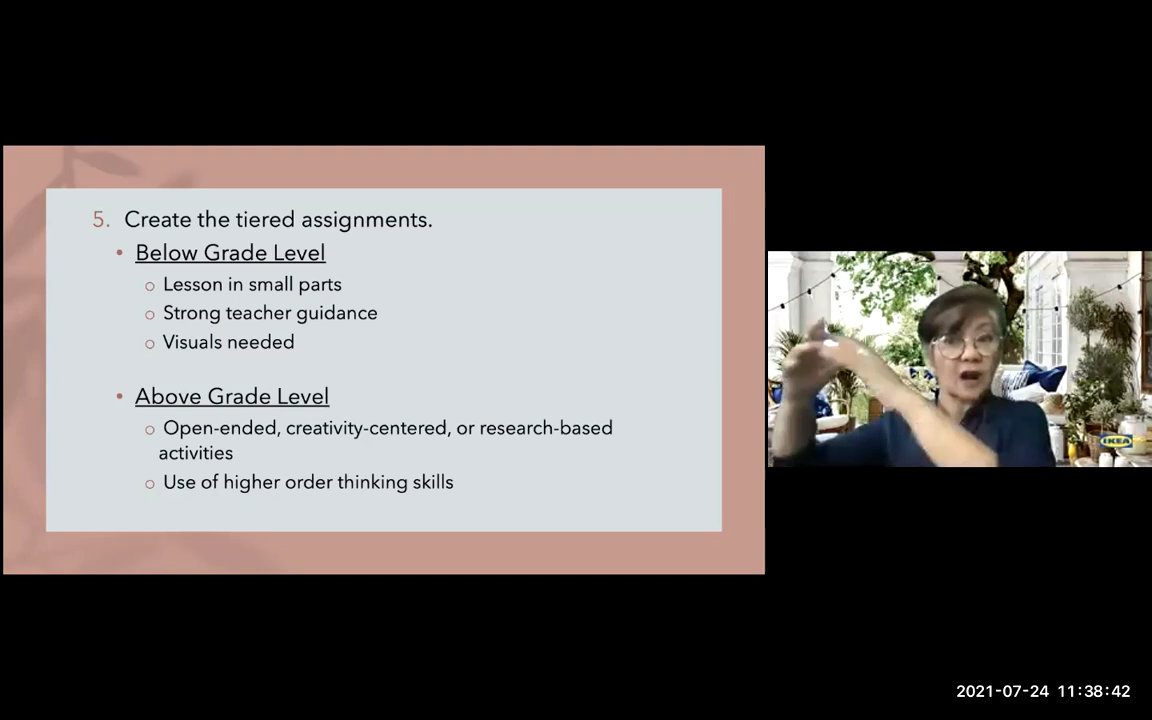 5. Create the tiered assignments.
• Below Grade Level
○ Lesson in small parts
○ Strong teacher guidance
○ Visuals needed
• Above Grade Level
○ Open-ended, creativity-centered, or research-based
activities
○ Use of higher order thinking skills
IKEA
2021-07-24 11:38:42